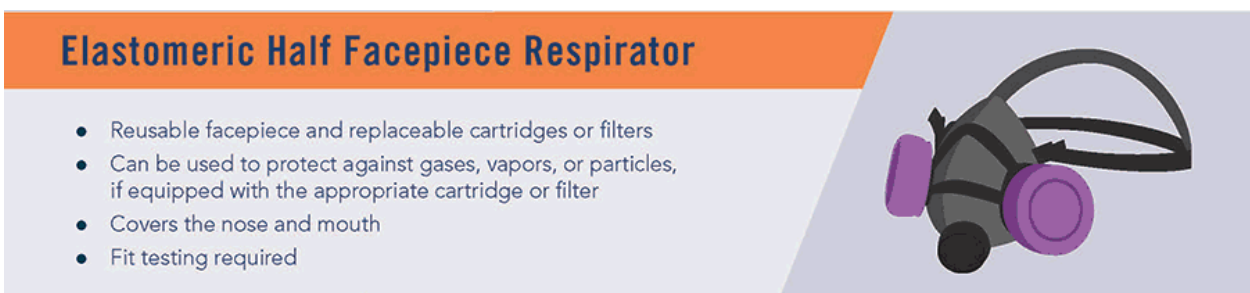 Elastomeric Half Facepiece Respirator
● Reusable facepiece and replaceable cartridges or filters
● Can be used to protect against gases, vapors, or particles,
if equipped with the appropriate cartridge or filter
● Covers the nose and mouth
● Fit testing required